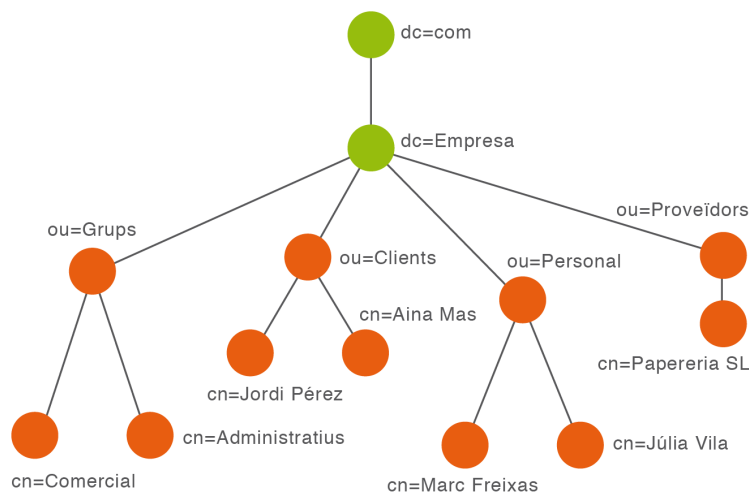 dc=com
dc=Empresa
ou=Proveïdors
ou=Grups
ou=Clients
ou=Personal
cn=Aina Mas
cn=Papereria SL
cn=Jordi Pérez
cn=Administratius
cn=Júlia Vila
cn=Comercial
cn=Marc Freixas